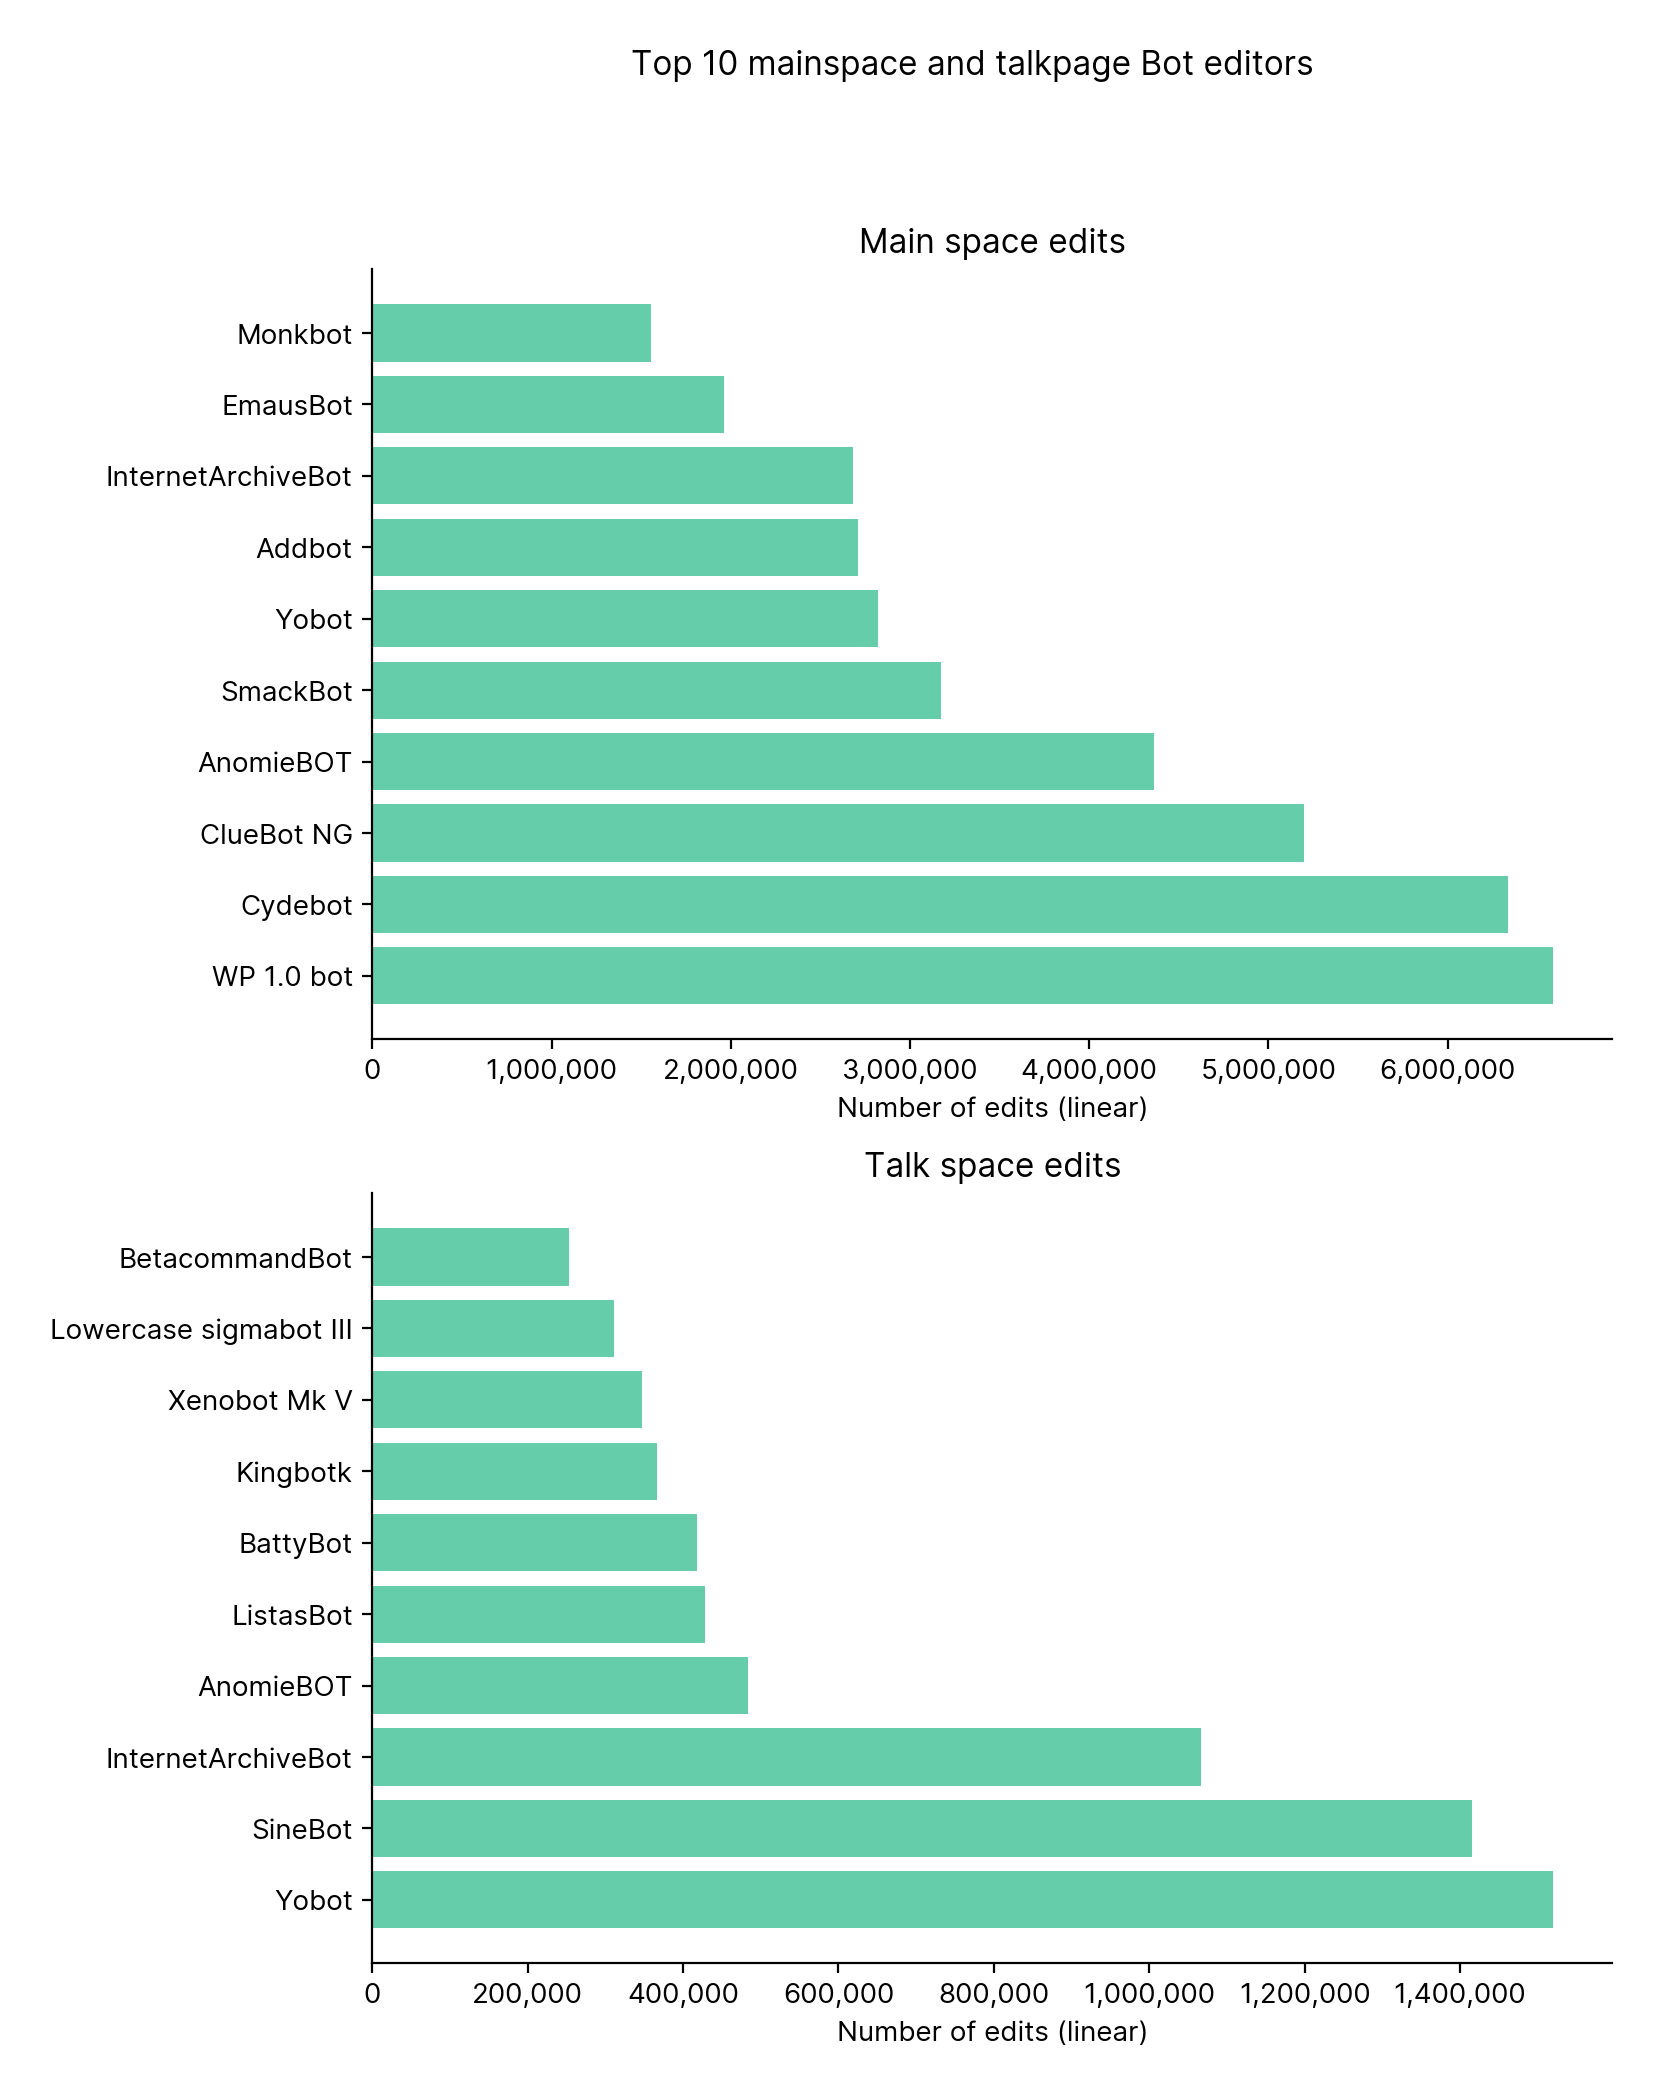 Top 10 mainspace and talkpage Bot editors
Main space edits
Monkbot
EmausBot
InternetArchiveBot
Addbot
Yobot
SmackBot
AnomieBOT
ClueBot NG
Cydebot
WP 1.0 bot
0 1,000,000 2,000,000 3,000,000 4,000,000 5,000,000 6,000,000
Number of edits (linear)
Talk space edits
BetacommandBot
Lowercase sigmabot III
Xenobot Mk V
Kingbotk
BattyBot
ListasBot
AnomieBOT
InternetArchiveBot
SineBot
Yobot
0 200,000 400,000 600,000 800,000 1,000,000 1,200,000 1,400,000
Number of edits (linear)